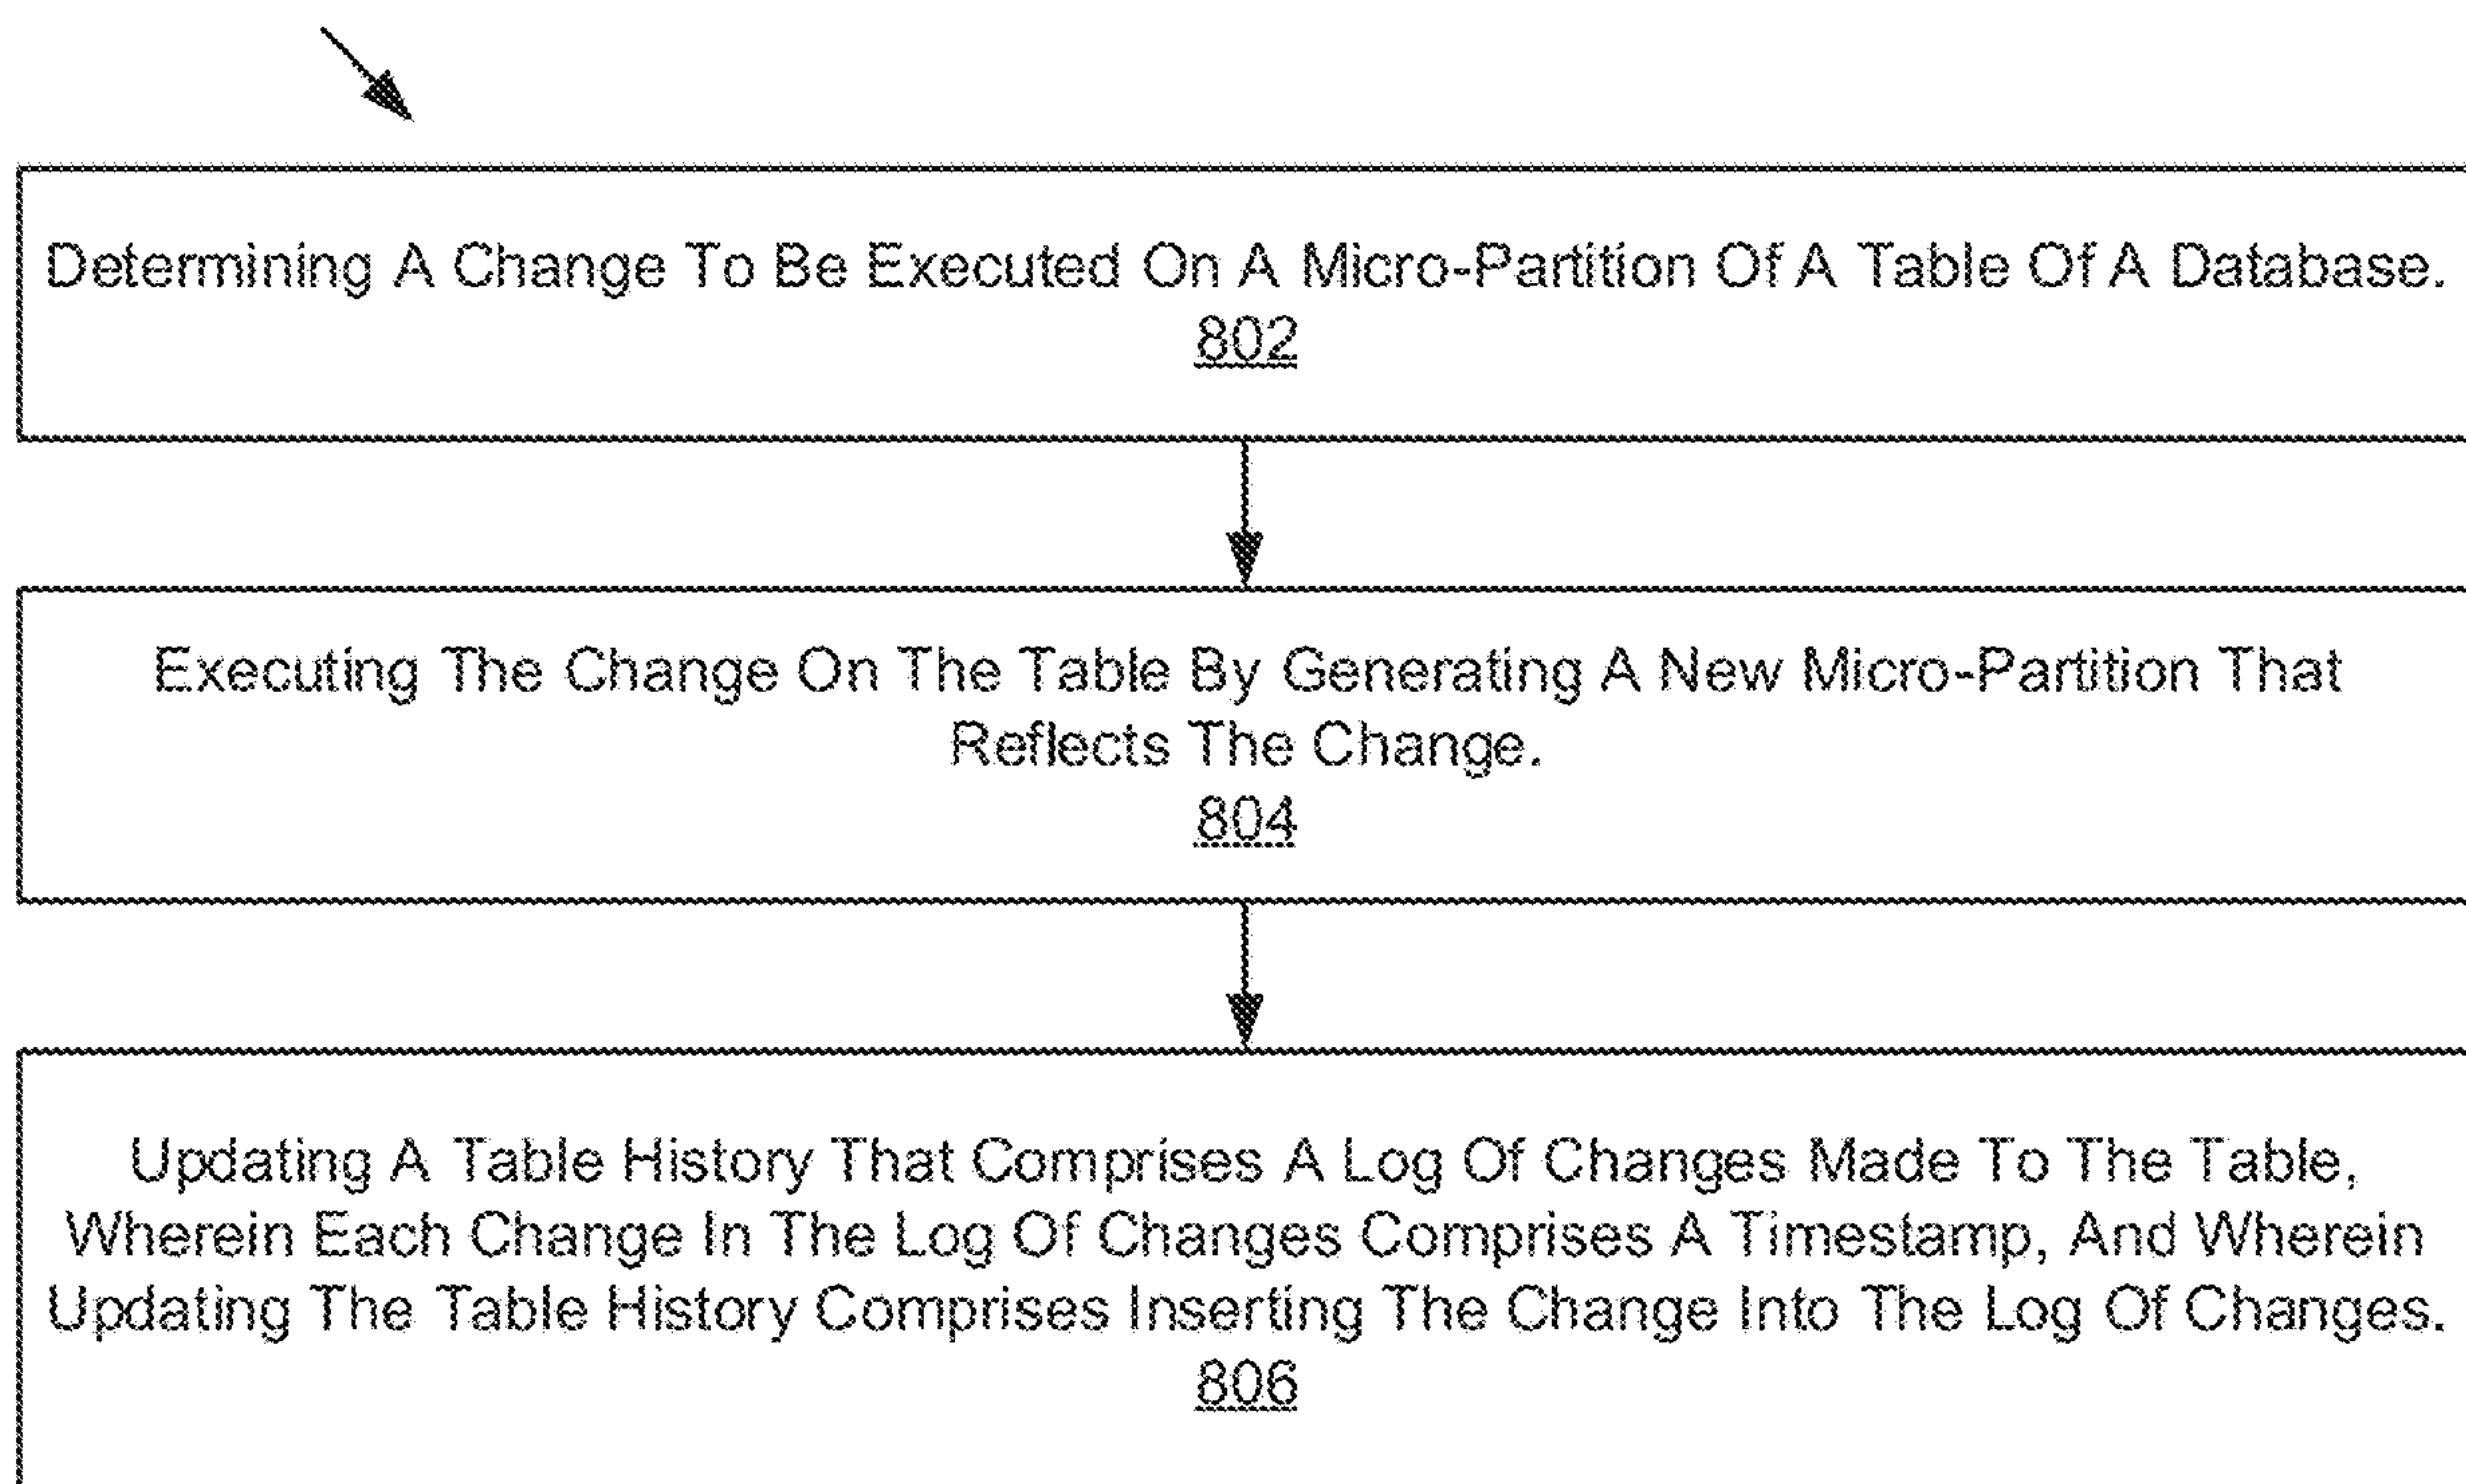 Determining A Change To Be Executed On A Micro-Partition Of A Table Of A Database.
802
Executing The Change On The Table By Generating A New Micro-Partition That
Reflects The Change.
804
Updating A Table History That Comprises A Log Of Changes Made To The Table,
Wherein Each Change In The Log Of Changes Comprises A Timestamp, And Wherein
Updating The Table History Comprises Inserting The Change Into The Log Of Changes.
806